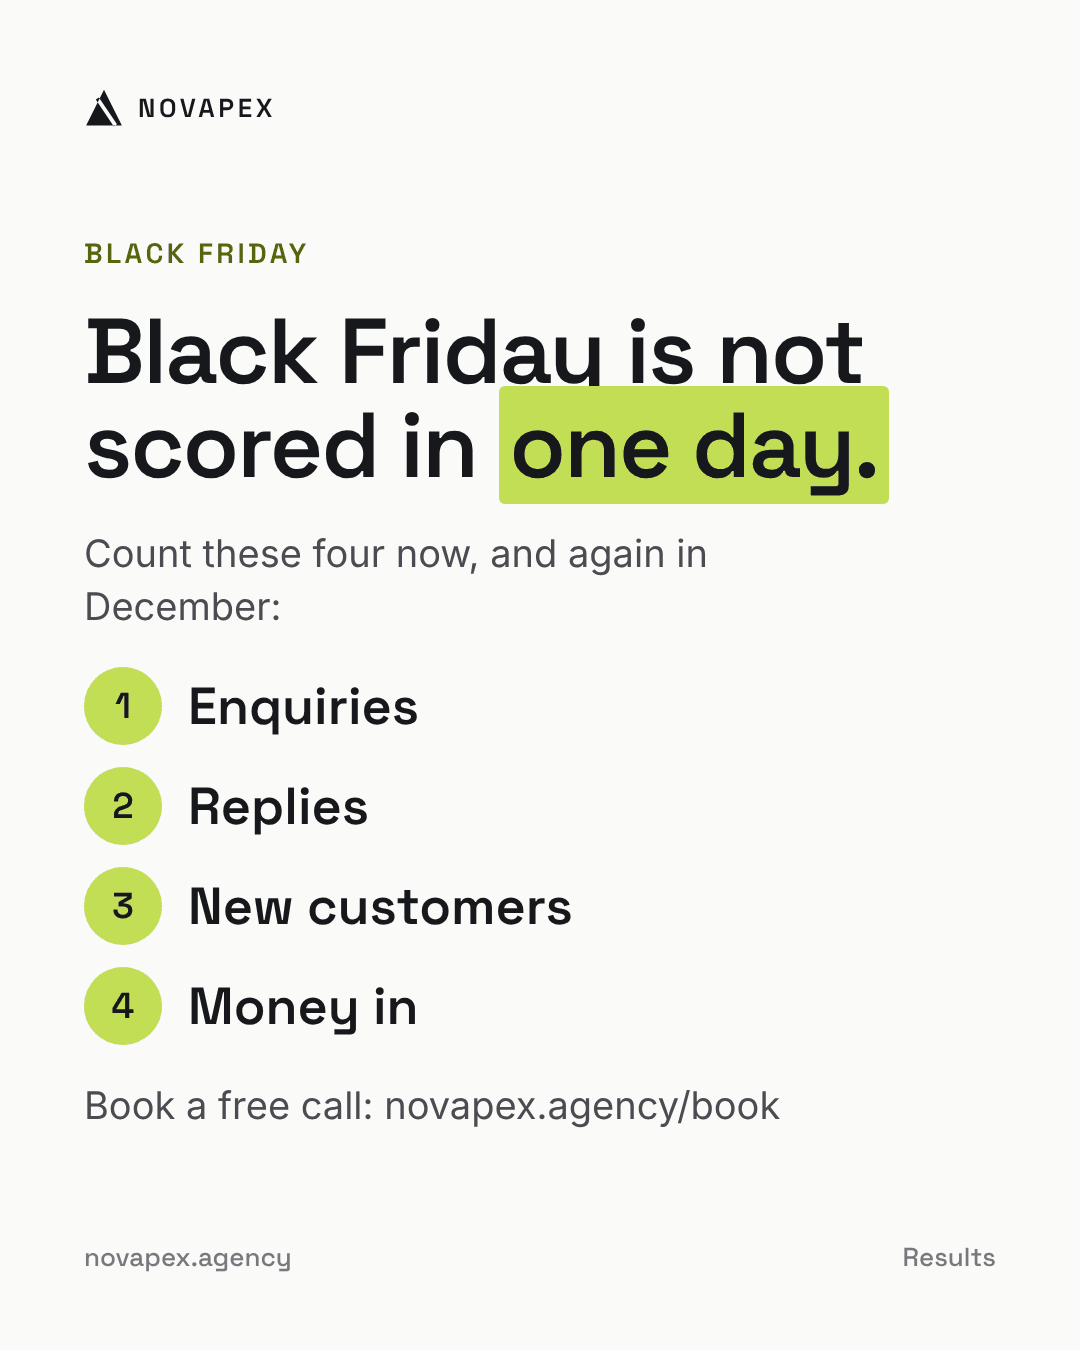 NOVAPEX
BLACK FRIDAY
Black Friday is not
scored in one day.
Count these four now, and again in
December:
1 Enquiries
2 Replies
3 New customers
4 Money in
Book a free call: novapex.agency/book
novapex.agency Results